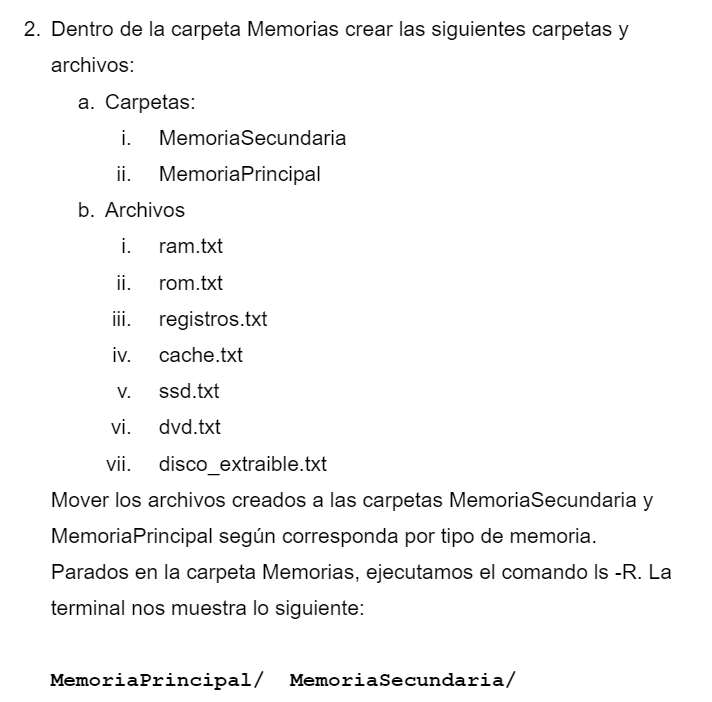 2. Dentro de la carpeta Memorias crear las siguientes carpetas y
archivos:
a. Carpetas:
i. MemoriaSecundaria
ii. MemoriaPrincipal
b. Archivos
i. ram.txt
ii. rom.txt
iii. registros.txt
iv. cache.txt
v. ssd.txt
vi. dvd.txt
vii. disco_extraible.txt
Mover los archivos creados a las carpetas MemoriaSecundaria y
MemoriaPrincipal según corresponda por tipo de memoria.
Parados en la carpeta Memorias, ejecutamos el comando ls -R. La
terminal nos muestra lo siguiente:
MemoriaPrincipal/ MemoriaSecundaria/